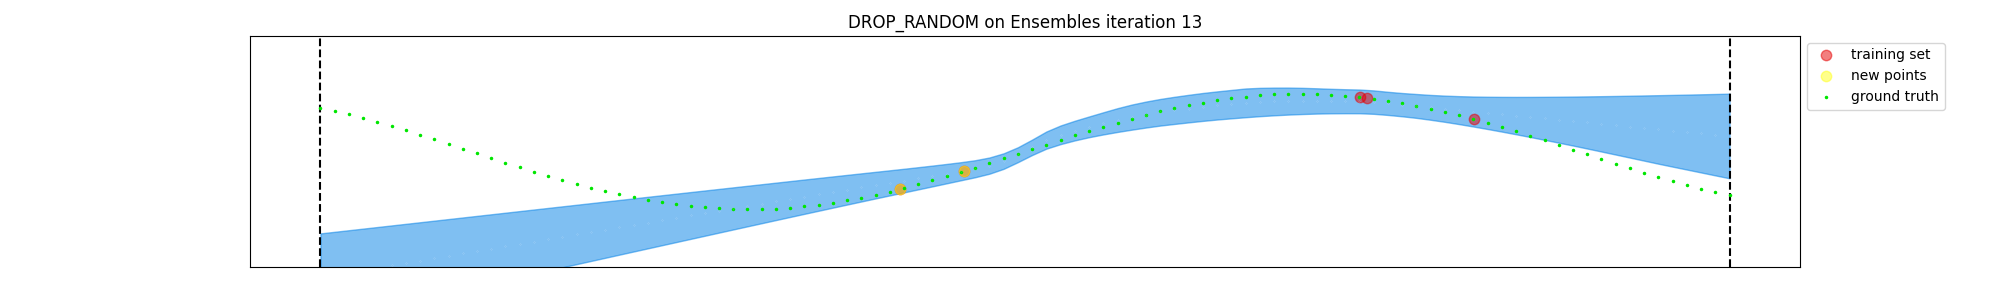 DROP_RANDOM on Ensembles iteration 13
training set
new points
ground truth